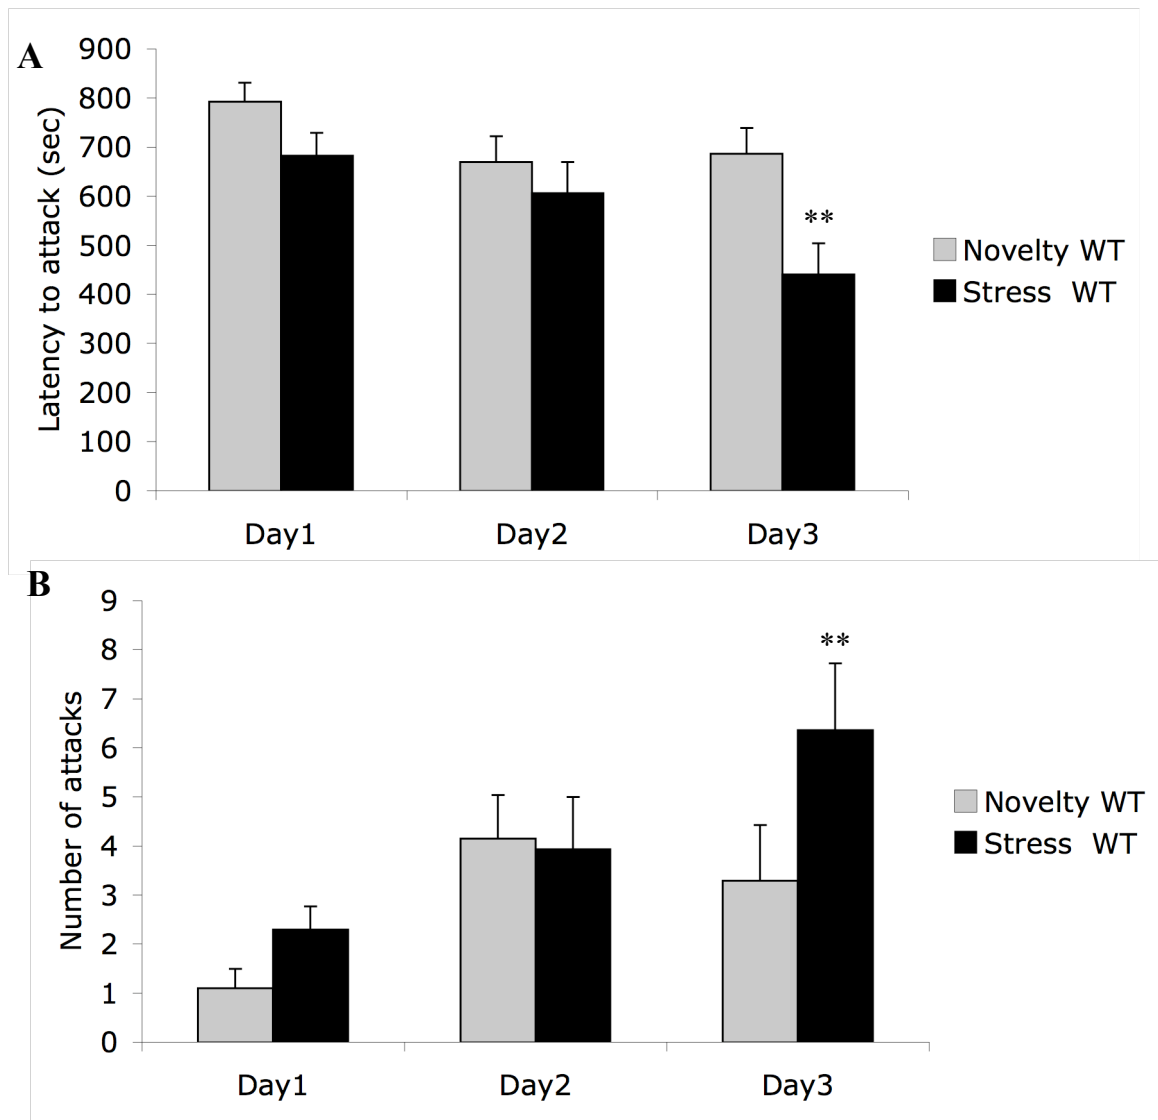 A
Latency to attack (sec)
900
800
700
600
500
400
300
200
100
0
**
Day1 Day2 Day3
Novelty WT
Stress WT
B
Number of attacks
9
8
7
6
5
4
3
2
1
0
**
Day1 Day2 Day3
Novelty WT
Stress WT